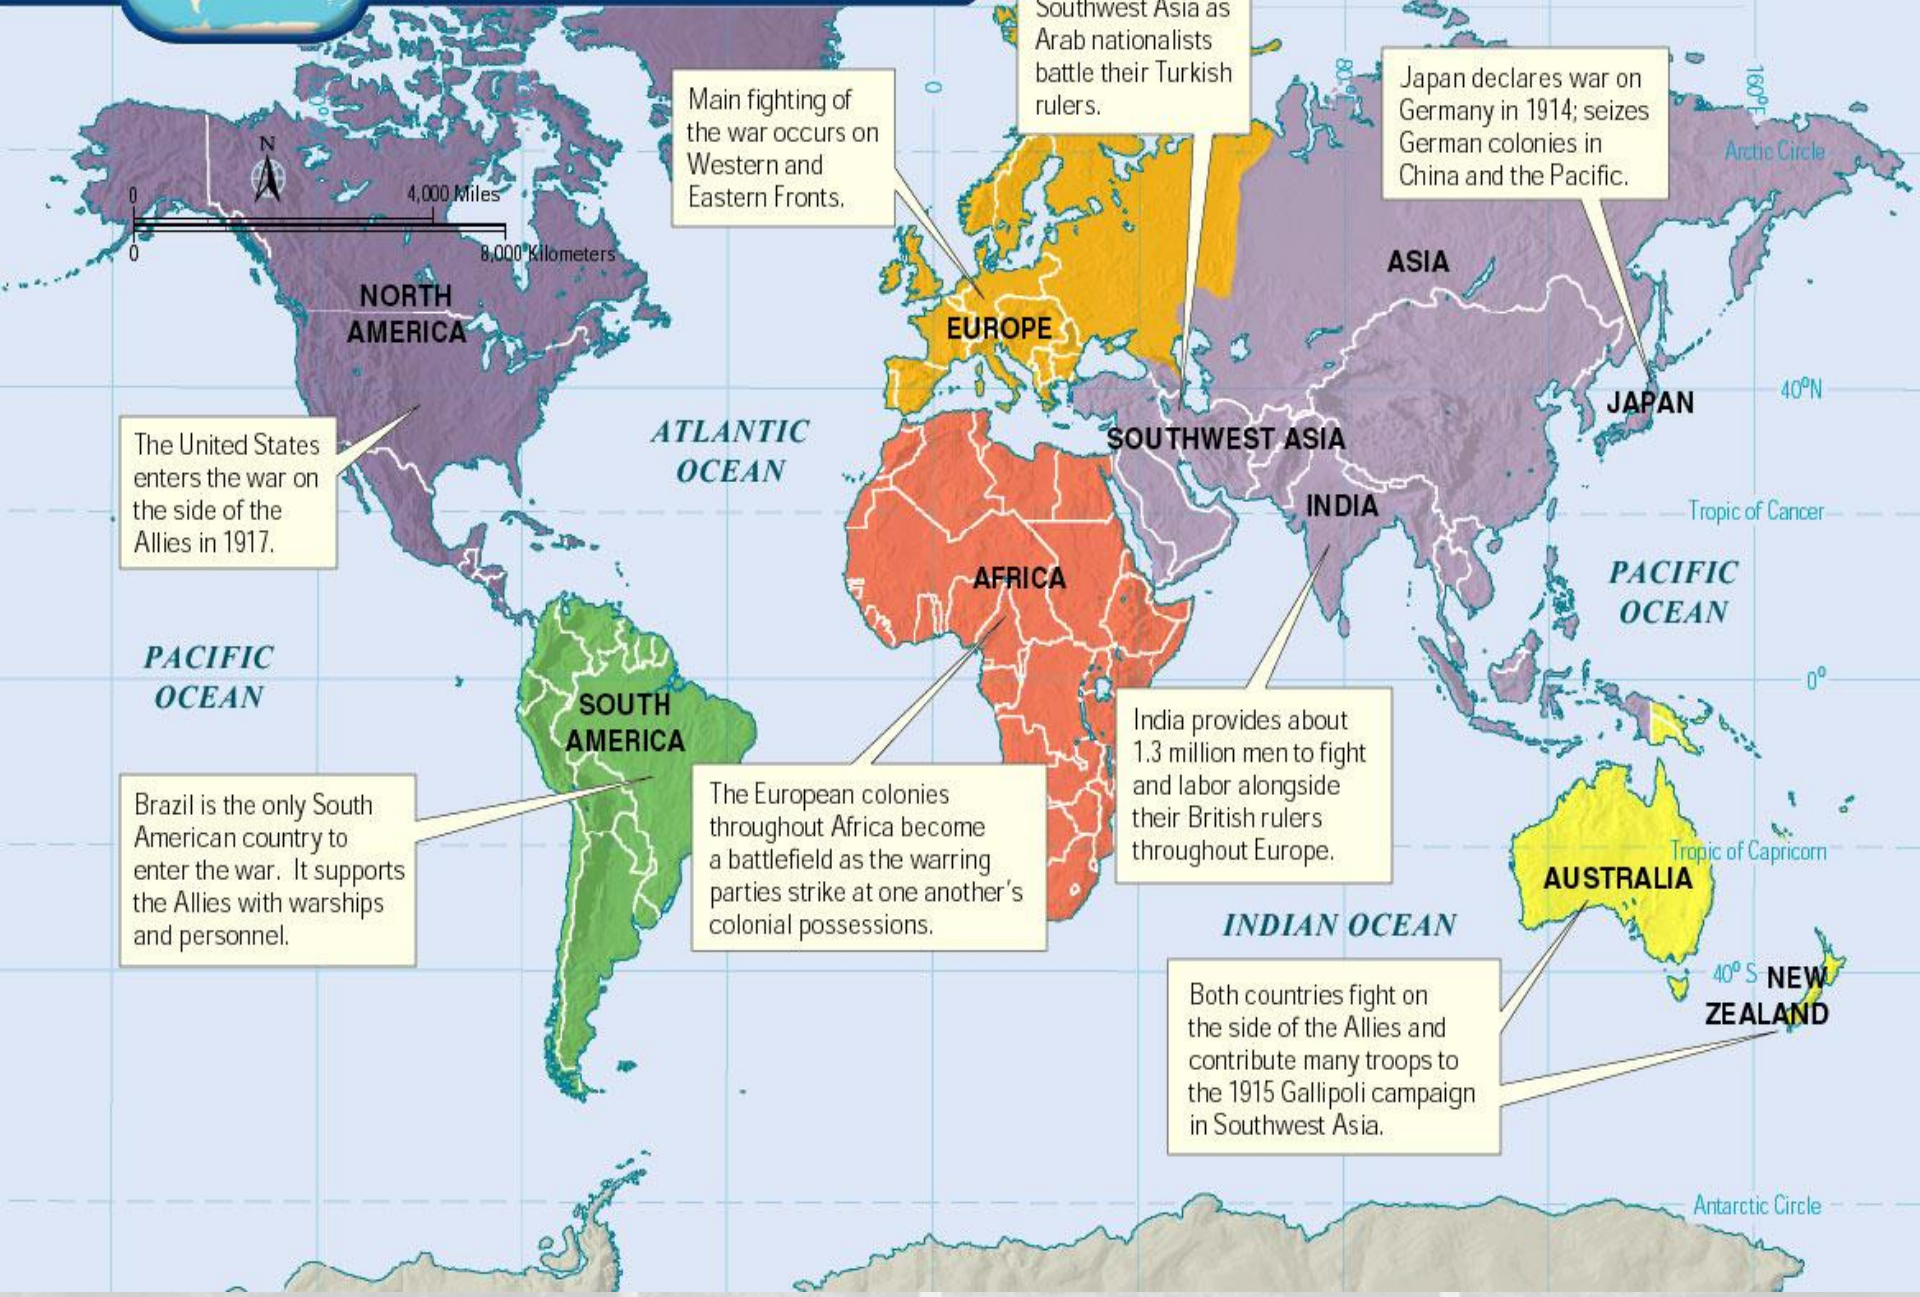 Southwest Asia as
Arab nationalists
battle their Turkish
rulers.
Main fighting of
the war occurs on
Western and
Eastern Fronts.
Japan declares war on
Germany in 1914; seizes
German colonies in
China and the Pacific.
0
80°E
160°E
Arctic Circle
N
0
4,000 Miles
0
8,000 Kilometers
ASIA
NORTH
AMERICA
EUROPE
40°N
JAPAN
ATLANTIC
OCEAN
SOUTHWEST ASIA
The United States
enters the war on
the side of the
Allies in 1917.
INDIA
Tropic of Cancer
AFRICA
PACIFIC
OCEAN
PACIFIC
OCEAN
0°
SOUTH
AMERICA
India provides about
1.3 million men to fight
and labor alongside
their British rulers
throughout Europe.
Brazil is the only South
American country to
enter the war. It supports
the Allies with warships
and personnel.
The European colonies
throughout Africa become
a battlefield as the warring
parties strike at one another's
colonial possessions.
Tropic of Capricorn
AUSTRALIA
INDIAN OCEAN
40° S
NEW
ZEALAND
Both countries fight on
the side of the Allies and
contribute many troops to
the 1915 Gallipoli campaign
in Southwest Asia.
Antarctic Circle